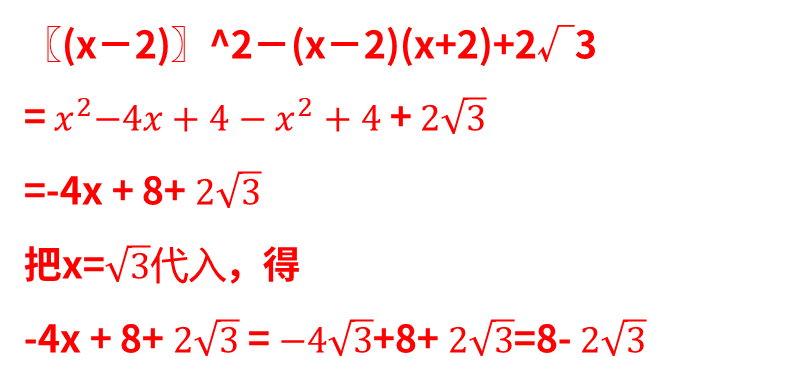 〖(x－2)〗^2－(x－2)(x+2)+2√ 3
= x²−4x + 4 − x² + 4 + 2√3
=-4x + 8+ 2√3
把x=√3代入，得
-4x + 8+ 2√3 = −4√3+8+ 2√3=8- 2√3